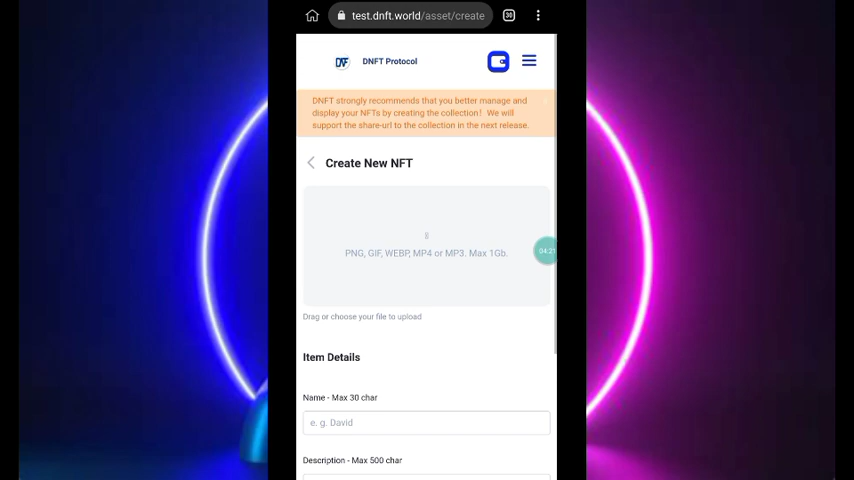 test.dnft.world/asset/create
30
DNFT Protocol
DNFT strongly recommends that you better manage and
display your NFTs by creating the collection! We will
support the share-url to the collection in the next release.
Create New NFT
PNG, GIF, WEBP, MP4 or MP3. Max 1Gb.
04:21
Drag or choose your file to upload
Item Details
Name - Max 30 char
e. g. David
Description - Max 500 char